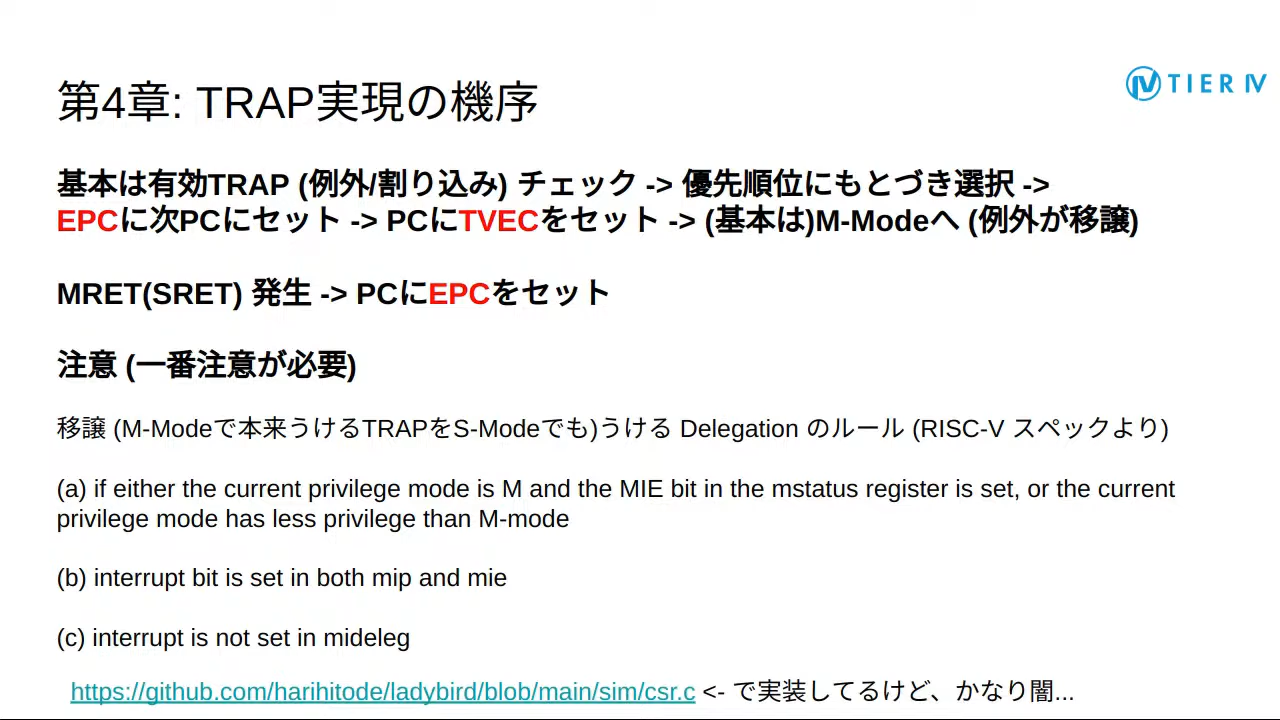 第4章: TRAP実現の機序
TIER IV
基本は有効TRAP (例外/割り込み) チェック -> 優先順位にもとづき選択 ->
EPCに次PCにセット -> PCにTVECをセット -> (基本は)M-Modeへ (例外が移譲)
MRET(SRET) 発生 -> PCにEPCをセット
注意 (一番注意が必要)
移譲 (M-Modeで本来うけるTRAPをS-Modeでも)うける Delegation のルール (RISC-V スペックより)
(a) if either the current privilege mode is M and the MIE bit in the mstatus register is set, or the current
privilege mode has less privilege than M-mode
(b) interrupt bit is set in both mip and mie
(c) interrupt is not set in mideleg
https://github.com/harihitode/ladybird/blob/main/sim/csr.c <- で実装してるけど、かなり闇...